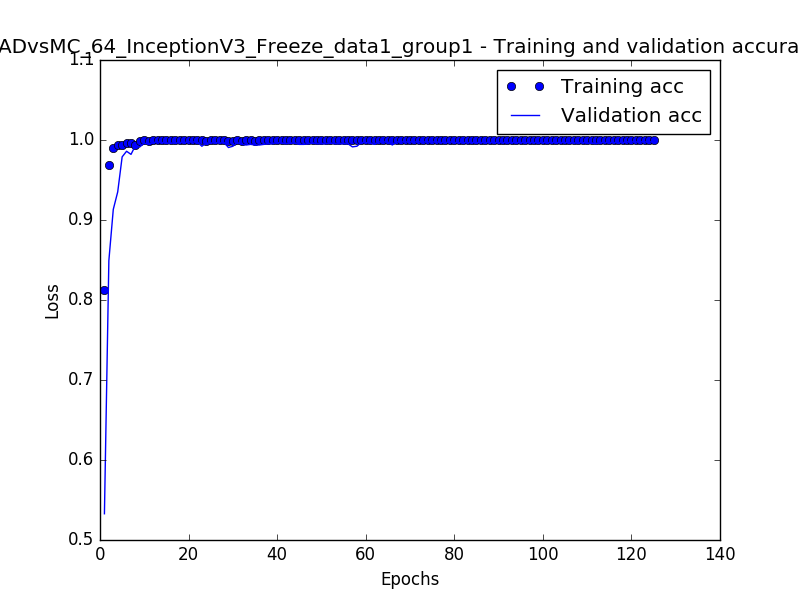 ADvsMC_64_InceptionV3_Freeze_data1_group1 - Training and validation accura
1.1
Training acc
Validation acc
1.0
0.9
0.8
Loss
0.7
0.6
0.5
0 20 40 60 80 100 120 140
Epochs